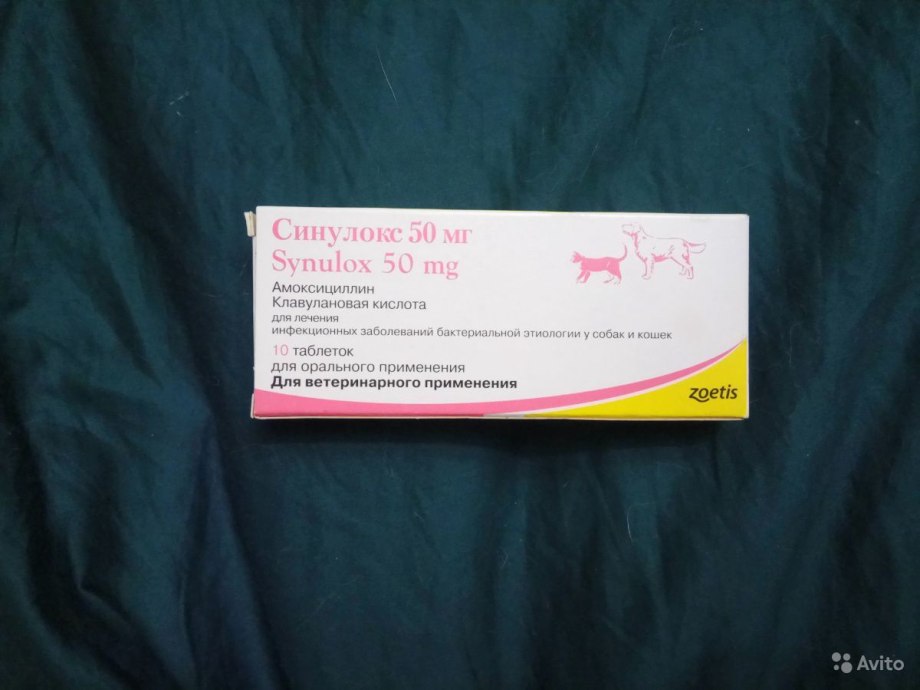 Синулокс 50 мг
Synulox 50 mg
Амоксициллин
Клавулановая кислота
для лечения
инфекционных заболеваний бактериальной этиологии у собак и кошек
10 таблеток
для орального применения
Для ветеринарного применения
zoetis
Avito